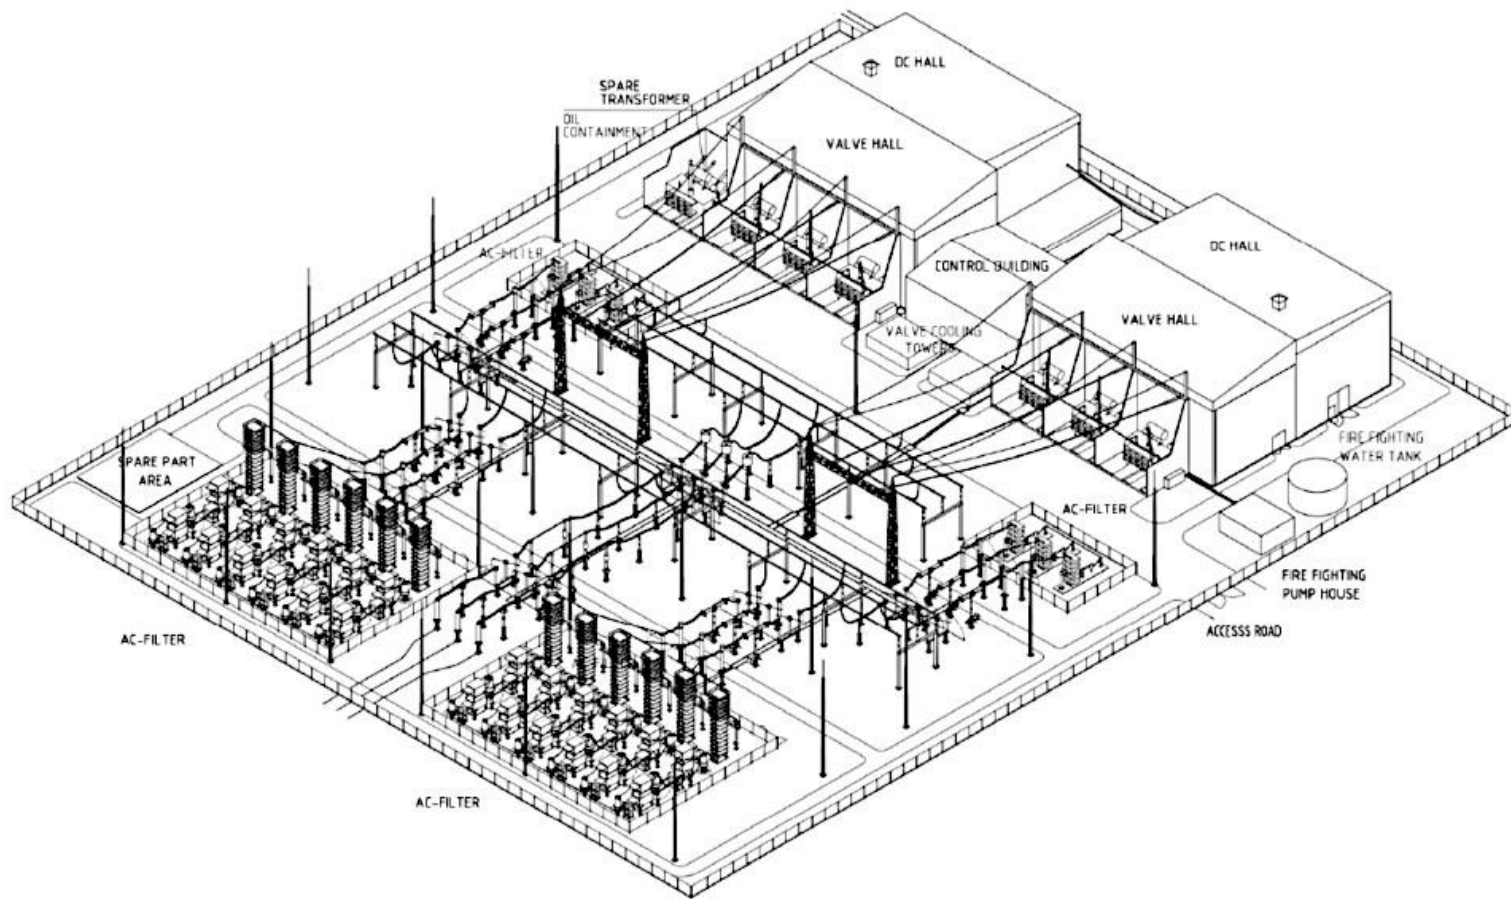 DC HALL
SPARE
TRANSFORMER
OIL
CONTAINMENT
VALVE HALL
DC HALL
AC-FILTER
CONTROL BUILDING
VALVE HALL
VALVE COOLING
TOWERS
FIRE FIGHTING
WATER TANK
SPARE PART
AREA
AC-FILTER
FIRE FIGHTING
PUMP HOUSE
ACCESSS ROAD
AC-FILTER
AC-FILTER